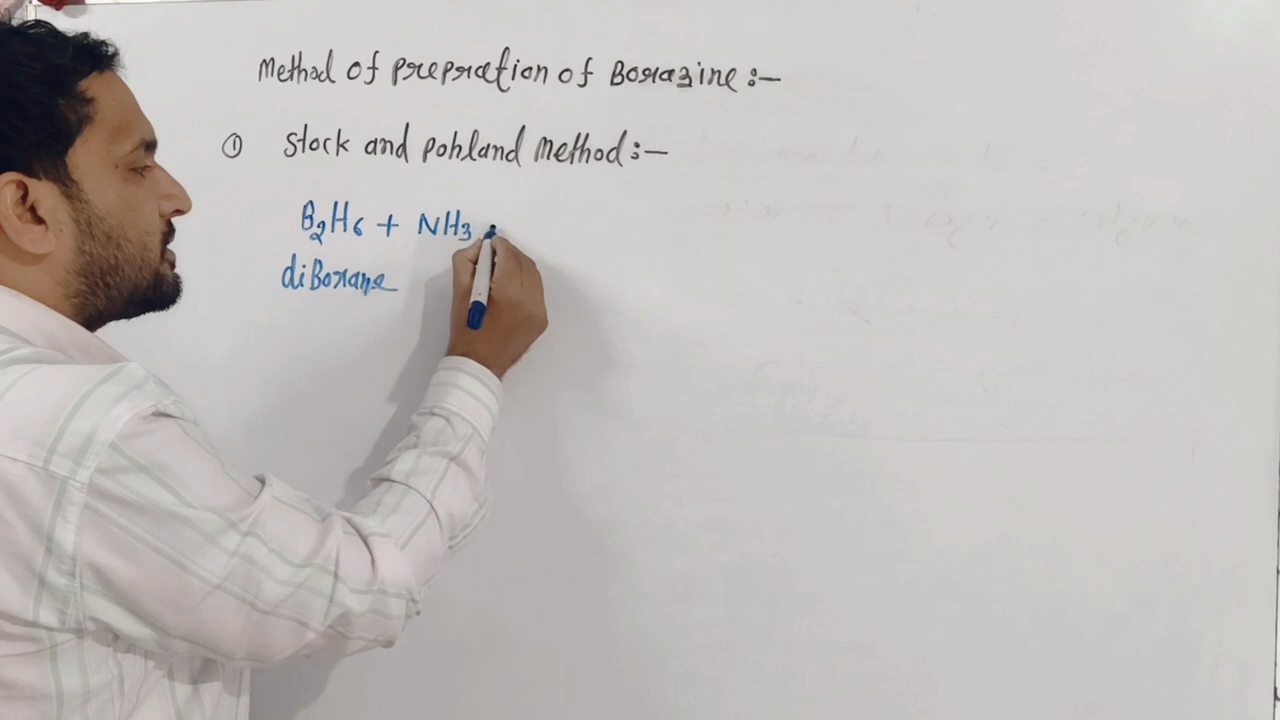 Method of prepration of Borazine :-
① Stock and pohland Method :-
B₂H₆ + NH₃
diBorane